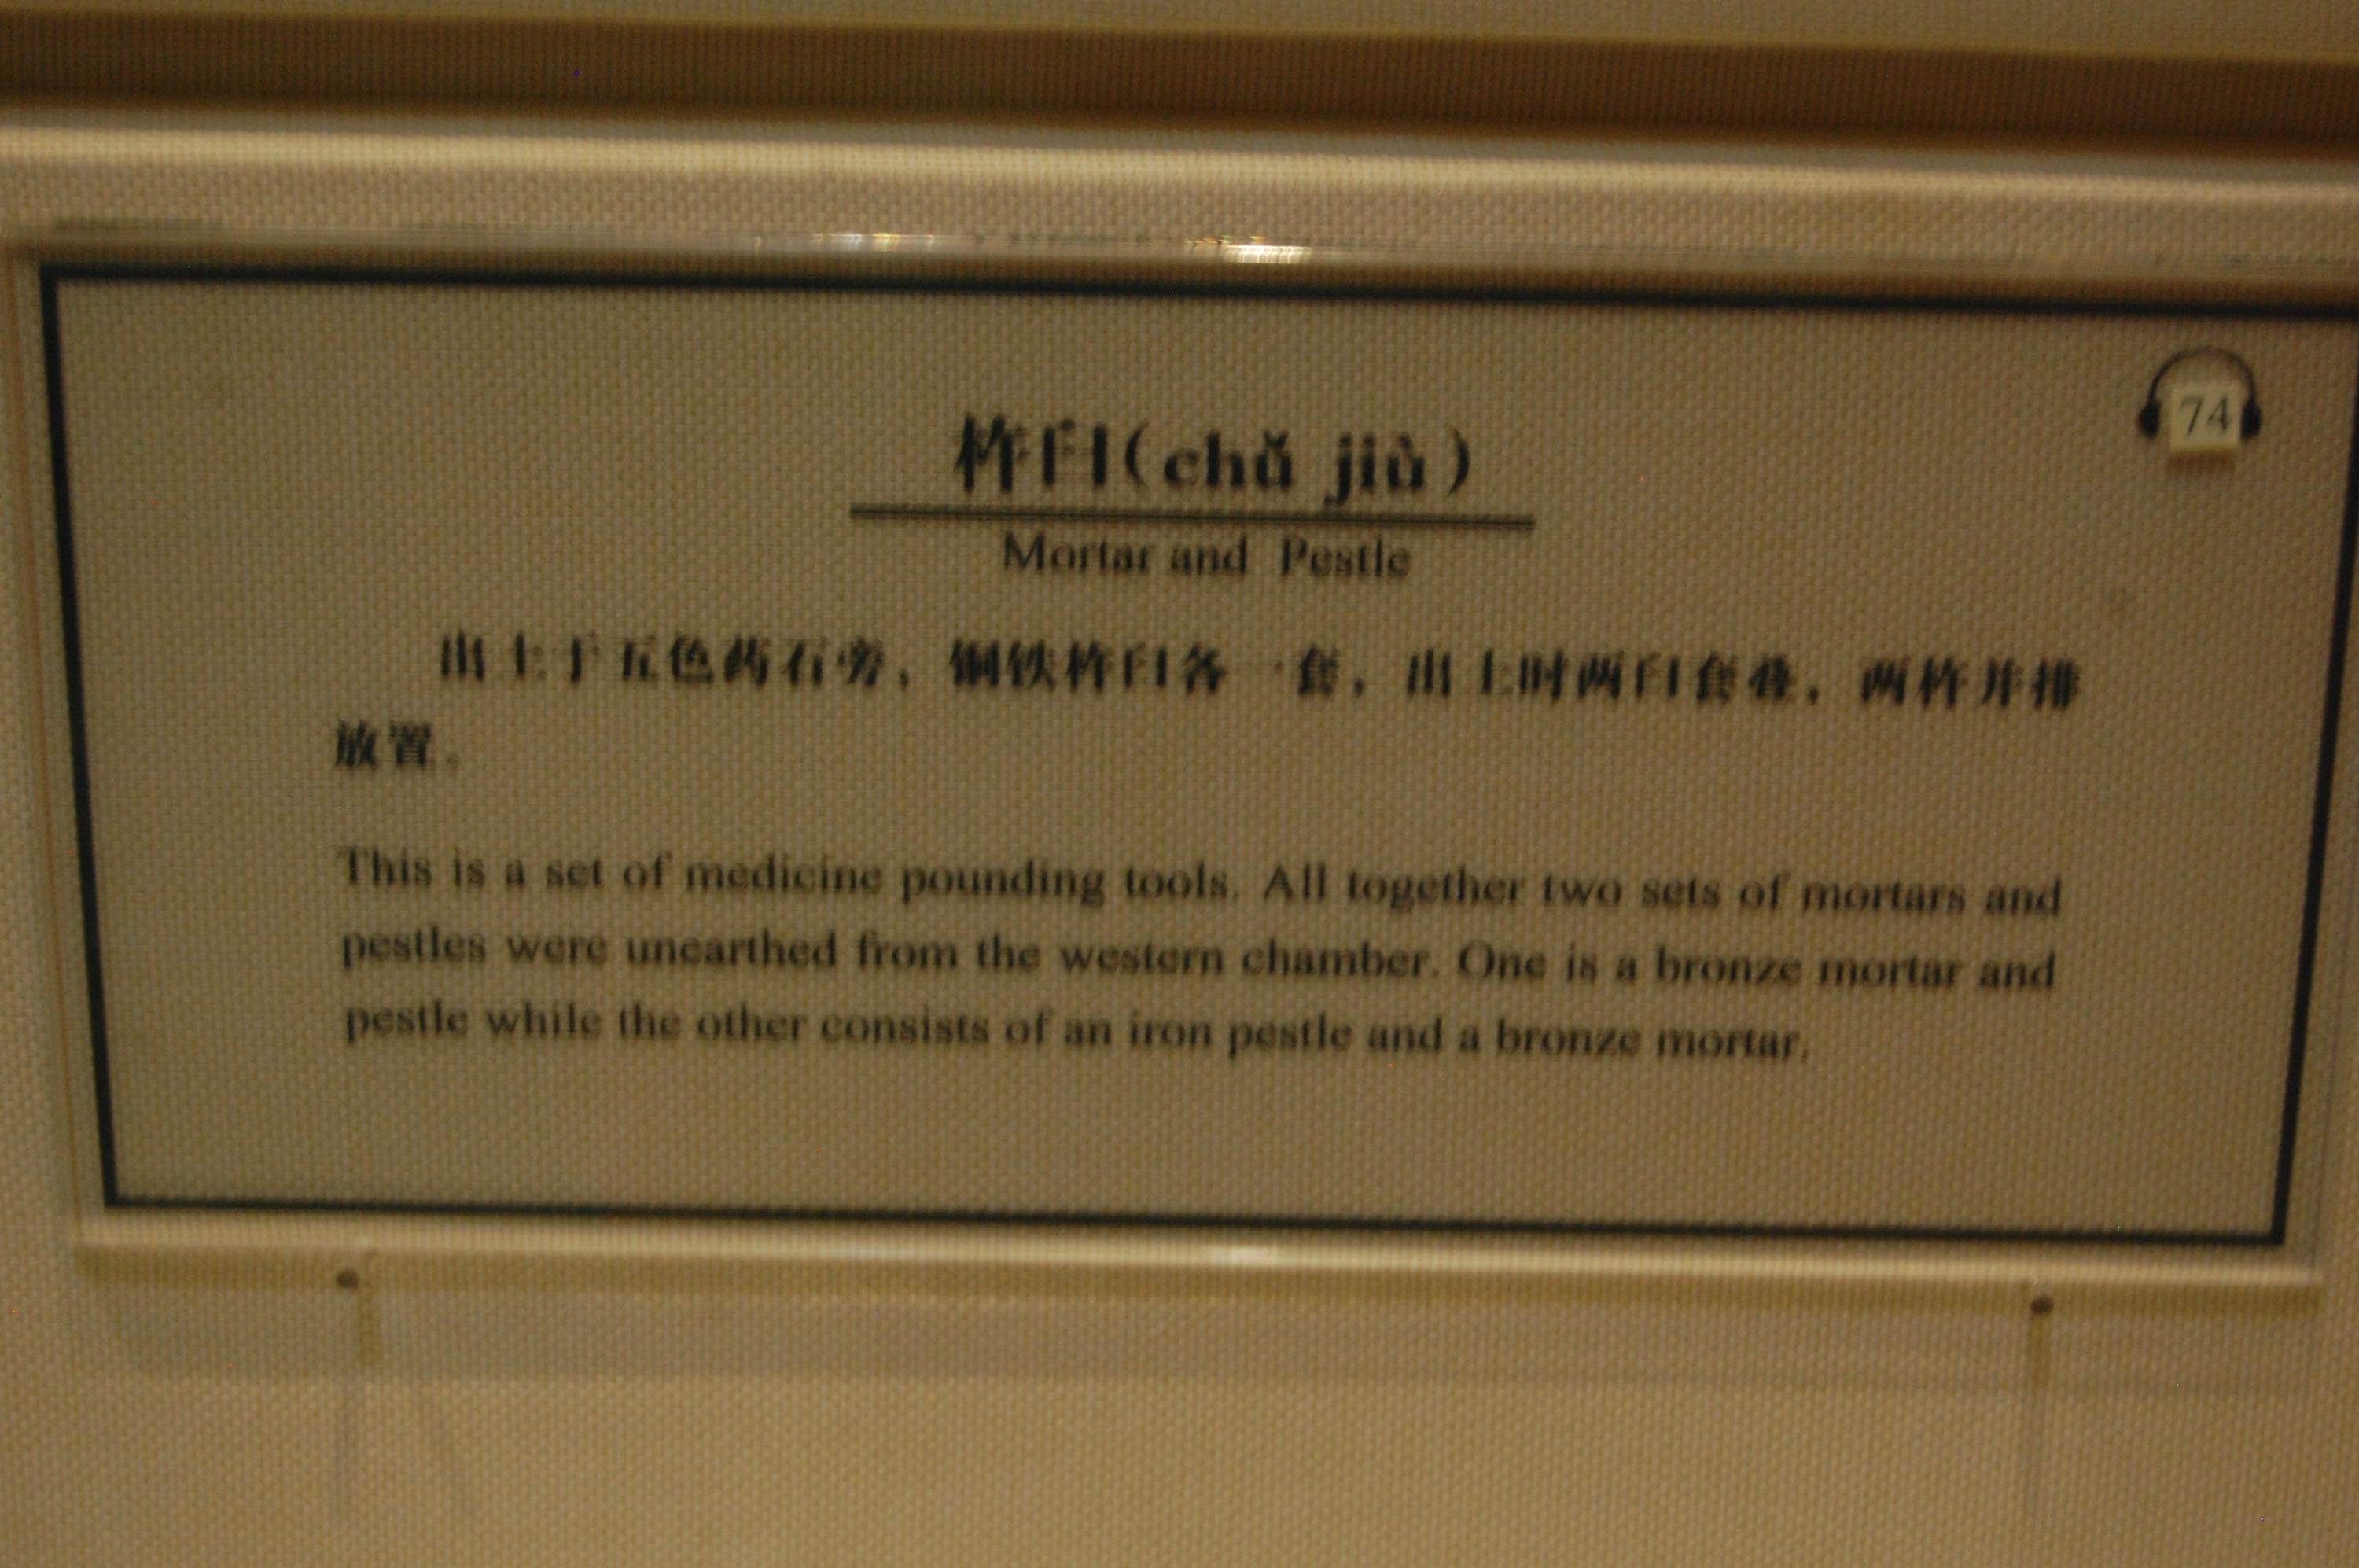 74
杵臼(chǔ jiù)
Mortar and Pestle
出土于五色药石旁，铜铁杵臼各一套，出土时两臼套叠，两杵并排
放置。
This is a set of medicine pounding tools. All together two sets of mortars and
pestles were unearthed from the western chamber. One is a bronze mortar and
pestle while the other consists of an iron pestle and a bronze mortar.